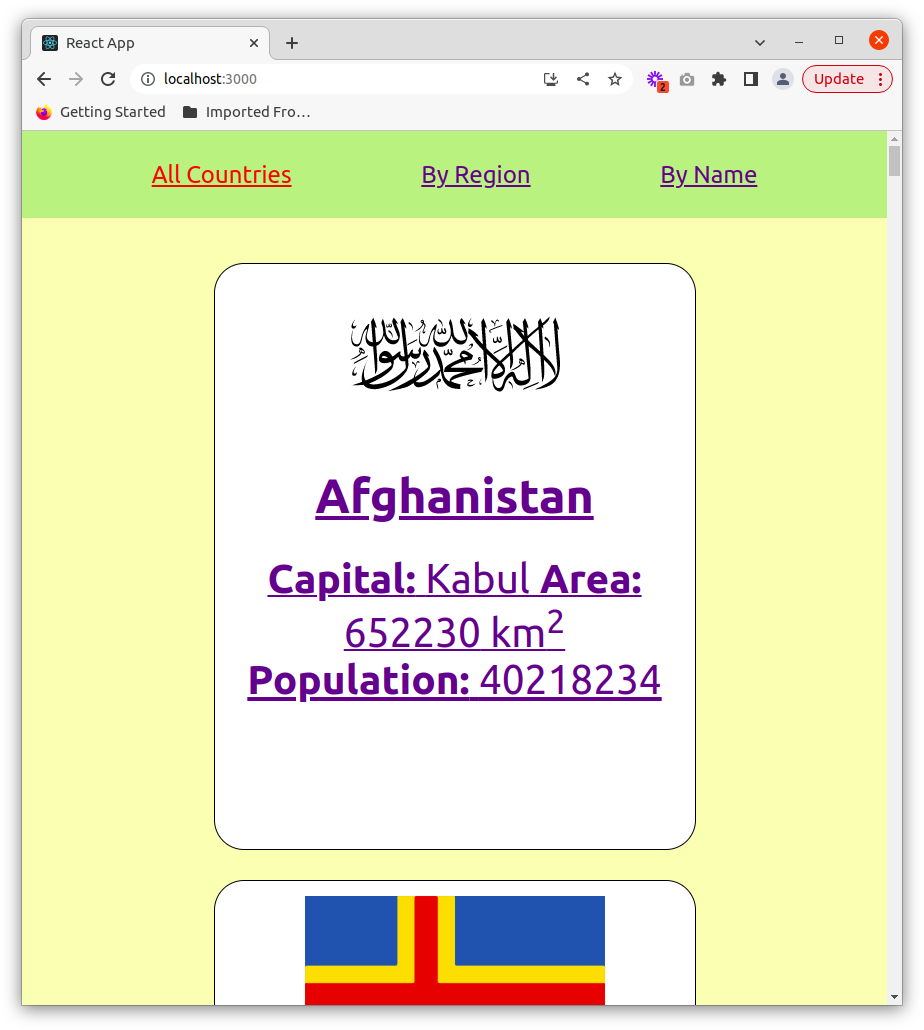 React App
localhost:3000
2
Update
Getting Started
Imported Fro…
All Countries By Region By Name
لا إله إلا الله محمد رسول الله
Afghanistan
Capital: Kabul Area:
652230 km²
Population: 40218234